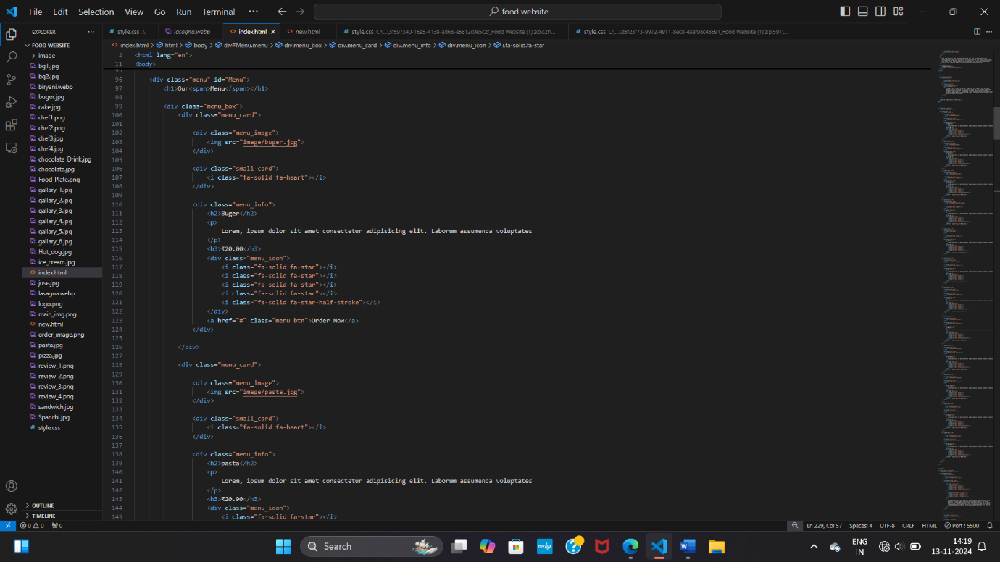 File Edit Selection View Go Run Terminal ··· food website
EXPLORER ···
style.css .\ lasagna.webp index.html new.html style.css C:\...\3f597340-16a5-4138-ad68-e5812c0e5c2f_Food Website (1).zip.c2f\... style.css C:\...\d8f23f73-9972-4911-8ec8-4aaf98c48591_Food Website (1).zip.591\...
FOOD WEBSITE
image
bg1.jpg
bg2.jpg
biryani.webp
buger.jpg
cake.jpg
chef1.png
chef2.png
chef3.jpg
chef4.jpg
chocolate_Drink.jpg
chocolate.jpg
Food-Plate.png
gallary_1.jpg
gallary_2.jpg
gallary_3.jpg
gallary_4.jpg
gallary_5.jpg
gallary_6.jpg
Hot_dog.jpg
ice_cream.jpg
index.html
juse.jpg
lasagna.webp
logo.png
main_img.png
new.html
order_image.png
pasta.jpg
pizza.jpg
review_1.png
review_2.png
review_3.png
review_4.png
sandwich.jpg
Spanchi.jpg
style.css
OUTLINE
TIMELINE
index.html > html > body > div#Menu.menu > div.menu_box > div.menu_card > div.menu_info > div.menu_icon > i.fa-solid.fa-star
2 <html lang="en">
11 <body>
95
96 <div class="menu" id="Menu">
97 <h1>Our<span>Menu</span></h1>
98
99 <div class="menu_box">
100 <div class="menu_card">
101
102 <div class="menu_image">
103 <img src="image/buger.jpg">
104 </div>
105
106 <div class="small_card">
107 <i class="fa-solid fa-heart"></i>
108 </div>
109
110 <div class="menu_info">
111 <h2>Buger</h2>
112 <p>
113 Lorem, ipsum dolor sit amet consectetur adipisicing elit. Laborum assumenda voluptates
114 </p>
115 <h3>₹20.00</h3>
116 <div class="menu_icon">
117 <i class="fa-solid fa-star"></i>
118 <i class="fa-solid fa-star"></i>
119 <i class="fa-solid fa-star"></i>
120 <i class="fa-solid fa-star"></i>
121 <i class="fa-solid fa-star-half-stroke"></i>
122 </div>
123 <a href="#" class="menu_btn">Order Now</a>
124 </div>
125
126 </div>
127
128 <div class="menu_card">
129
130 <div class="menu_image">
131 <img src="image/pasta.jpg">
132 </div>
133
134 <div class="small_card">
135 <i class="fa-solid fa-heart"></i>
136 </div>
137
138 <div class="menu_info">
139 <h2>pasta</h2>
140 <p>
141 Lorem, ipsum dolor sit amet consectetur adipisicing elit. Laborum assumenda voluptates
142 </p>
143 <h3>₹20.00</h3>
144 <div class="menu_icon">
145 <i class="fa-solid fa-star"></i>
0 0 0 Ln 229, Col 57 Spaces: 4 UTF-8 CRLF HTML Port : 5500
Search myhp ENG 14:19
IN 13-11-2024